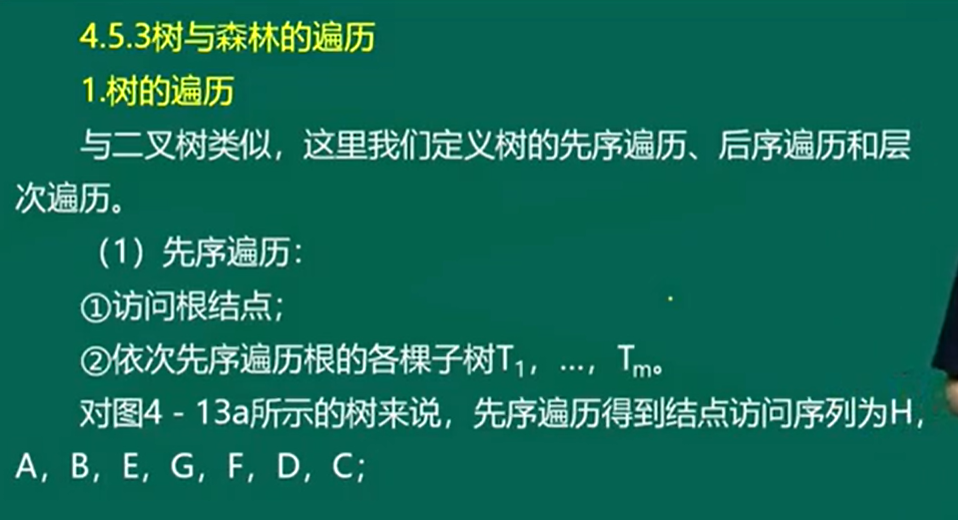 4.5.3树与森林的遍历
1.树的遍历
与二叉树类似，这里我们定义树的先序遍历、后序遍历和层
次遍历。
（1）先序遍历：
①访问根结点；
②依次先序遍历根的各棵子树T₁，…，Tₘ。
对图4－13a所示的树来说，先序遍历得到结点访问序列为H，
A，B，E，G，F，D，C；